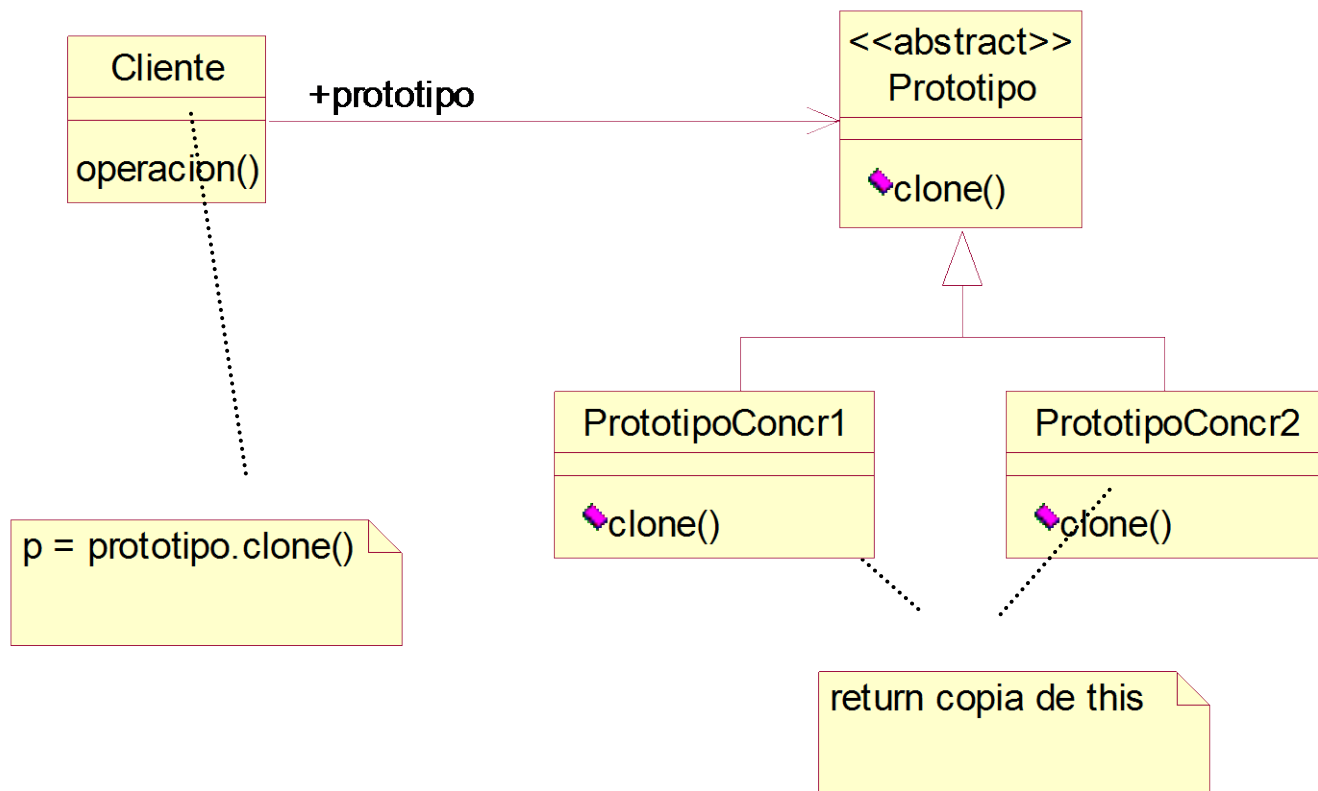 Cliente
operacion()
+prototipo
<<abstract>>
Prototipo
clone()
PrototipoConcr1
clone()
PrototipoConcr2
clone()
p = prototipo.clone()
return copia de this